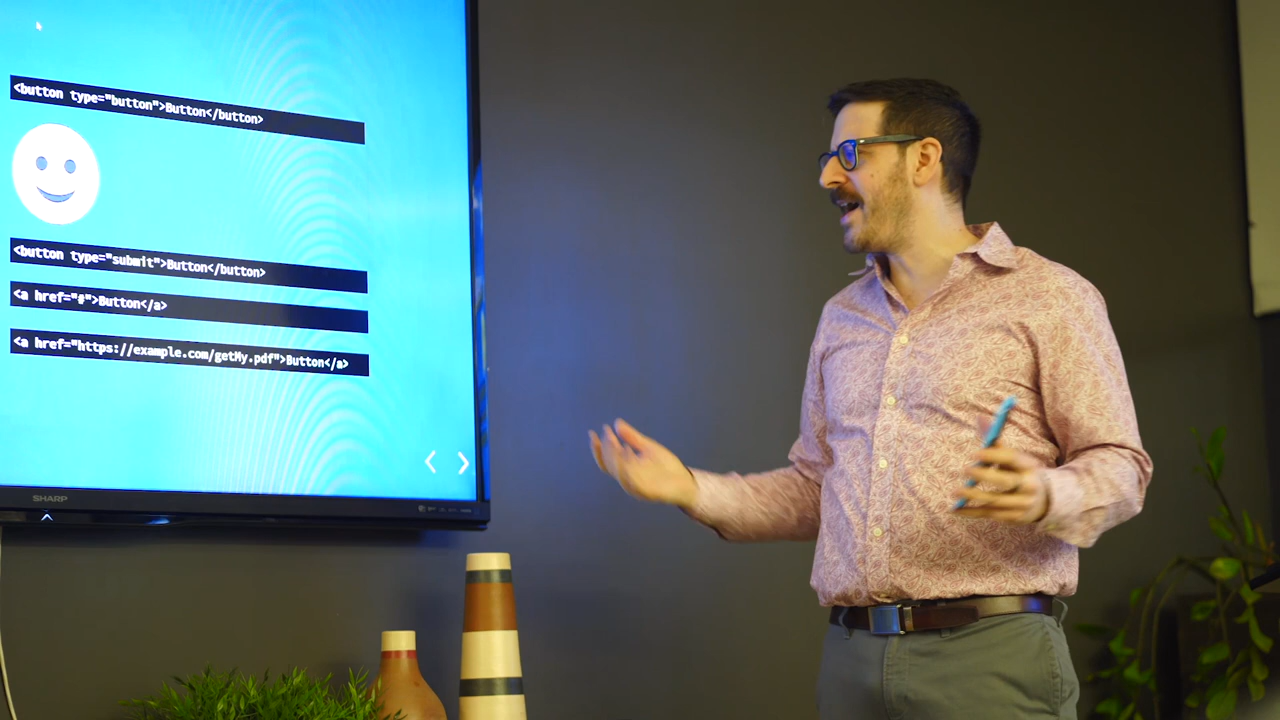 <button type="button">Button</button>
<button type="submit">Button</button>
<a href="#">Button</a>
<a href="https://example.com/getMy.pdf">Button</a>
SHARP